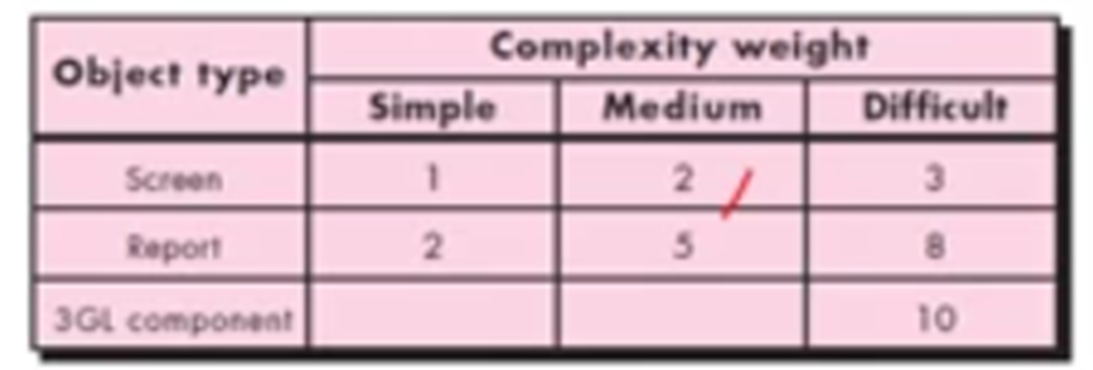 Object type Complexity weight
Simple Medium Difficult
Screen 1 2 3
Report 2 5 8
3GL component 10